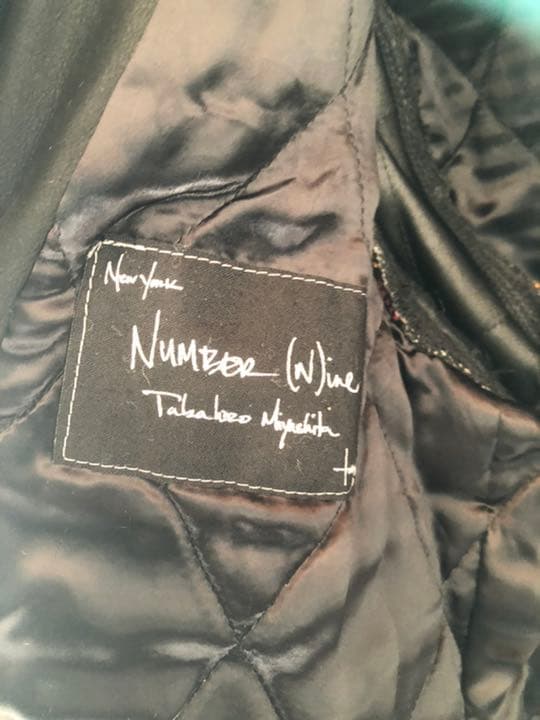 New York
NUMBER (N)ine
Takahiro Miyashita